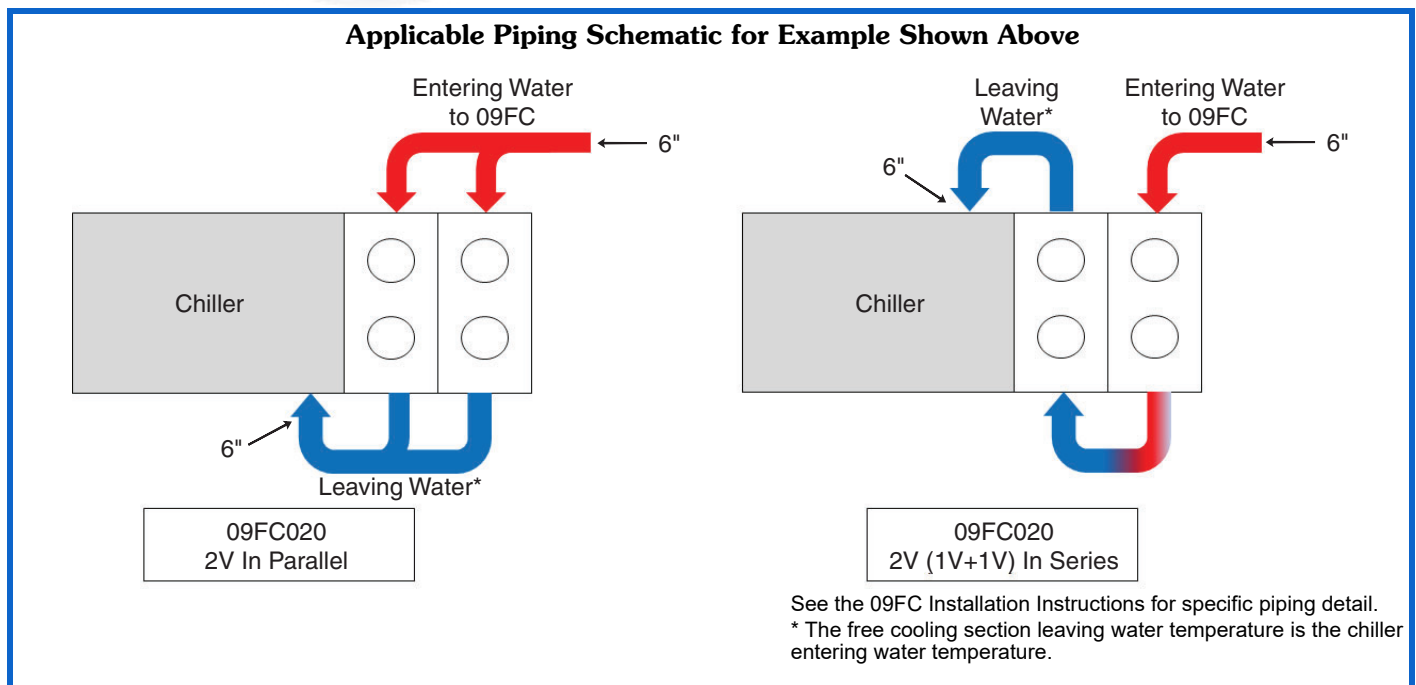 Applicable Piping Schematic for Example Shown Above
Entering Water
to 09FC
6"
Chiller
6"
Leaving Water*
09FC020
2V In Parallel
Leaving
Water*
Entering Water
to 09FC
6"
6"
Chiller
09FC020
2V (1V+1V) In Series
See the 09FC Installation Instructions for specific piping detail.
* The free cooling section leaving water temperature is the chiller
entering water temperature.